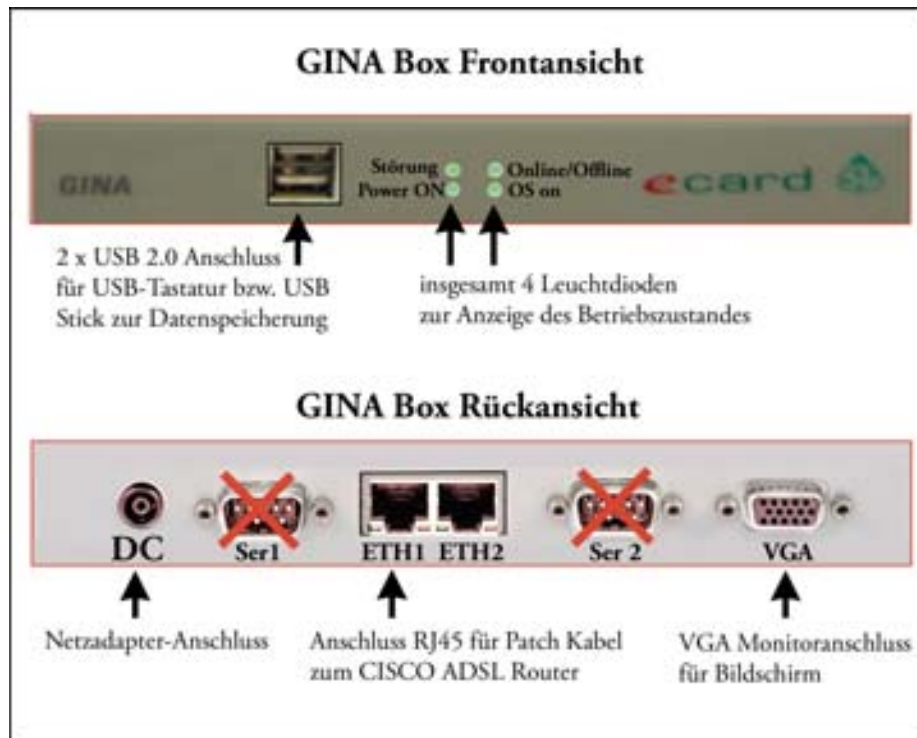 GINA Box Frontansicht
GINA
Störung
Power ON
Online/Offline
OS on
ecard
2 x USB 2.0 Anschluss
für USB-Tastatur bzw. USB
Stick zur Datenspeicherung
insgesamt 4 Leuchtdioden
zur Anzeige des Betriebszustandes
GINA Box Rückansicht
DC
Ser1
ETH1
ETH2
Ser 2
VGA
Netzadapter-Anschluss
Anschluss RJ45 für Patch Kabel
zum CISCO ADSL Router
VGA Monitoranschluss
für Bildschirm